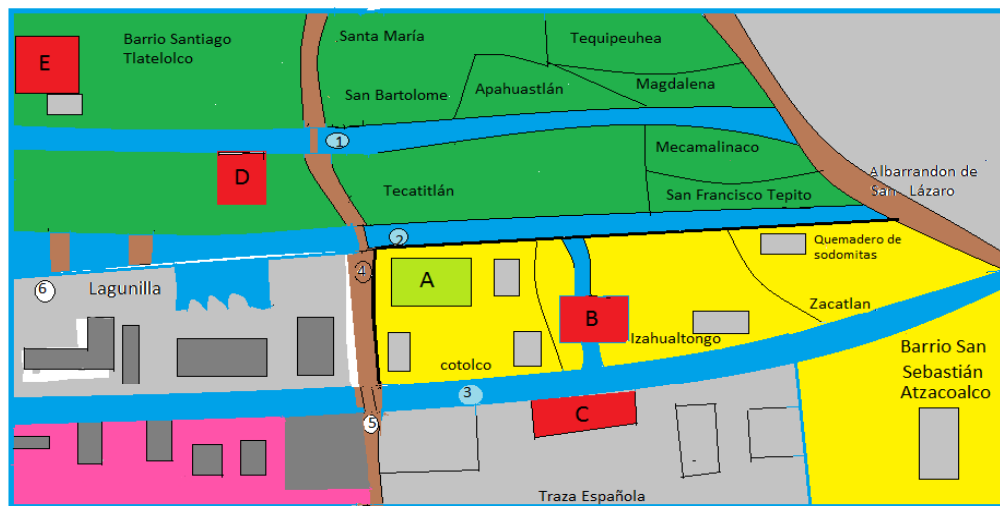 Barrio Santiago
Tlatelolco
Santa María
Tequipeuhea
E
San Bartolome
Apahuastlán
Magdalena
1
Mecamalinaco
D
Tecatitlán
San Francisco Tepito
Albarrandon de
San Lázaro
2
Quemadero de
sodomitas
4
A
6
Lagunilla
B
Zacatlan
Izahualtongo
cotolco
Barrio San
Sebastián
Atzacoalco
3
C
5
Traza Española